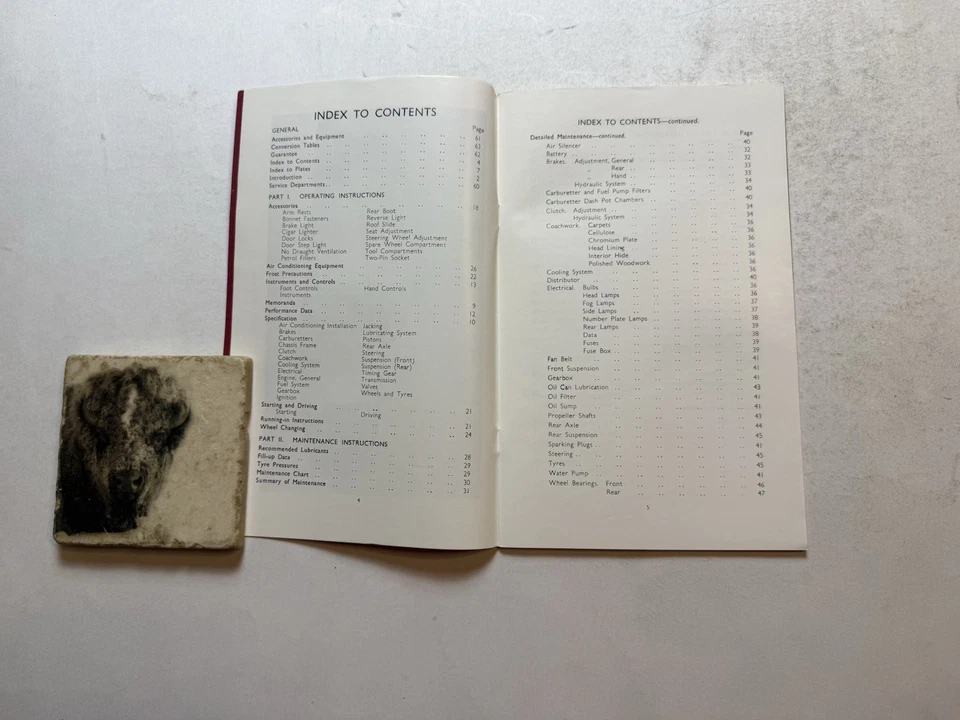 INDEX TO CONTENTS
GENERAL Page
Accessories and Equipment .. .. .. .. .. 61
Conversion Tables .. .. .. .. .. 63
Guarantee .. .. .. .. .. .. 62
Index to Contents .. .. .. .. .. 4
Index to Plates .. .. .. .. .. 7
Introduction .. .. .. .. .. .. 2
Service Departments .. .. .. .. .. 60
PART I. OPERATING INSTRUCTIONS
Accessories .. .. .. .. .. .. 18
Arm Rests Rear Boot
Bonnet Fasteners Reverse Light
Brake Light Roof Slide
Cigar Lighter Seat Adjustment
Door Locks Steering Wheel Adjustment
Door Step Light Spare Wheel Compartment
No Draught Ventilation Tool Compartments
Petrol Fillers Two-Pin Socket
Air Conditioning Equipment .. .. .. .. 26
Frost Precautions .. .. .. .. .. 22
Instruments and Controls .. .. .. .. 13
Foot Controls Hand Controls
Instruments
Memoranda .. .. .. .. .. .. 9
Performance Data .. .. .. .. .. 12
Specification .. .. .. .. .. .. 10
Air Conditioning Installation Jacking
Brakes Lubricating System
Carburetters Pistons
Chassis Frame Rear Axle
Clutch Steering
Coachwork Suspension (Front)
Cooling System Suspension (Rear)
Electrical Timing Gear
Engine, General Transmission
Fuel System Valves
Gearbox Wheels and Tyres
Ignition
Starting and Driving .. .. .. .. 21
Starting Driving
Running-in Instructions .. .. .. .. 21
Wheel Changing .. .. .. .. .. 24
PART II. MAINTENANCE INSTRUCTIONS
Recommended Lubricants
Fill-up Data .. .. .. .. .. 28
Tyre Pressures .. .. .. .. .. 29
Maintenance Chart .. .. .. .. .. 29
Summary of Maintenance .. .. .. .. 30
31
4
INDEX TO CONTENTS—continued.
Detailed Maintenance—continued. Page
Air Silencer .. .. .. .. .. 40
Battery .. .. .. .. .. .. 32
Brakes. Adjustment, General .. .. .. .. 32
„ Rear .. .. .. .. 33
„ Hand .. .. .. .. 33
Hydraulic System .. .. .. .. 34
Carburetter and Fuel Pump Filters .. .. .. 40
Carburetter Dash Pot Chambers .. .. .. 40
Clutch. Adjustment .. .. .. .. .. 34
Hydraulic System .. .. .. .. 34
Coachwork. Carpets .. .. .. .. 36
Cellulose .. .. .. .. 36
Chromium Plate .. .. .. .. 36
Head Lining .. .. .. .. 36
Interior Hide .. .. .. .. 36
Polished Woodwork .. .. .. .. 36
Cooling System .. .. .. .. .. 36
Distributor .. .. .. .. .. 40
Electrical. Bulbs .. .. .. .. 36
Head Lamps .. .. .. .. 36
Fog Lamps .. .. .. .. 37
Side Lamps .. .. .. .. 37
Number Plate Lamps .. .. .. .. 38
Rear Lamps .. .. .. .. 39
Data .. .. .. .. 38
Fuses .. .. .. .. 39
Fuse Box .. .. .. .. 39
Fan Belt .. .. .. .. .. 41
Front Suspension .. .. .. .. .. 41
Gearbox .. .. .. .. .. 41
Oil Can Lubrication .. .. .. .. .. 43
Oil Filter .. .. .. .. .. 41
Oil Sump .. .. .. .. .. 41
Propeller Shafts .. .. .. .. .. 43
Rear Axle .. .. .. .. .. 44
Rear Suspension .. .. .. .. .. 45
Sparking Plugs .. .. .. .. .. 41
Steering .. .. .. .. .. 45
Tyres .. .. .. .. .. 45
Water Pump .. .. .. .. .. 41
Wheel Bearings. Front .. .. .. .. 46
Rear .. .. .. .. 47
5